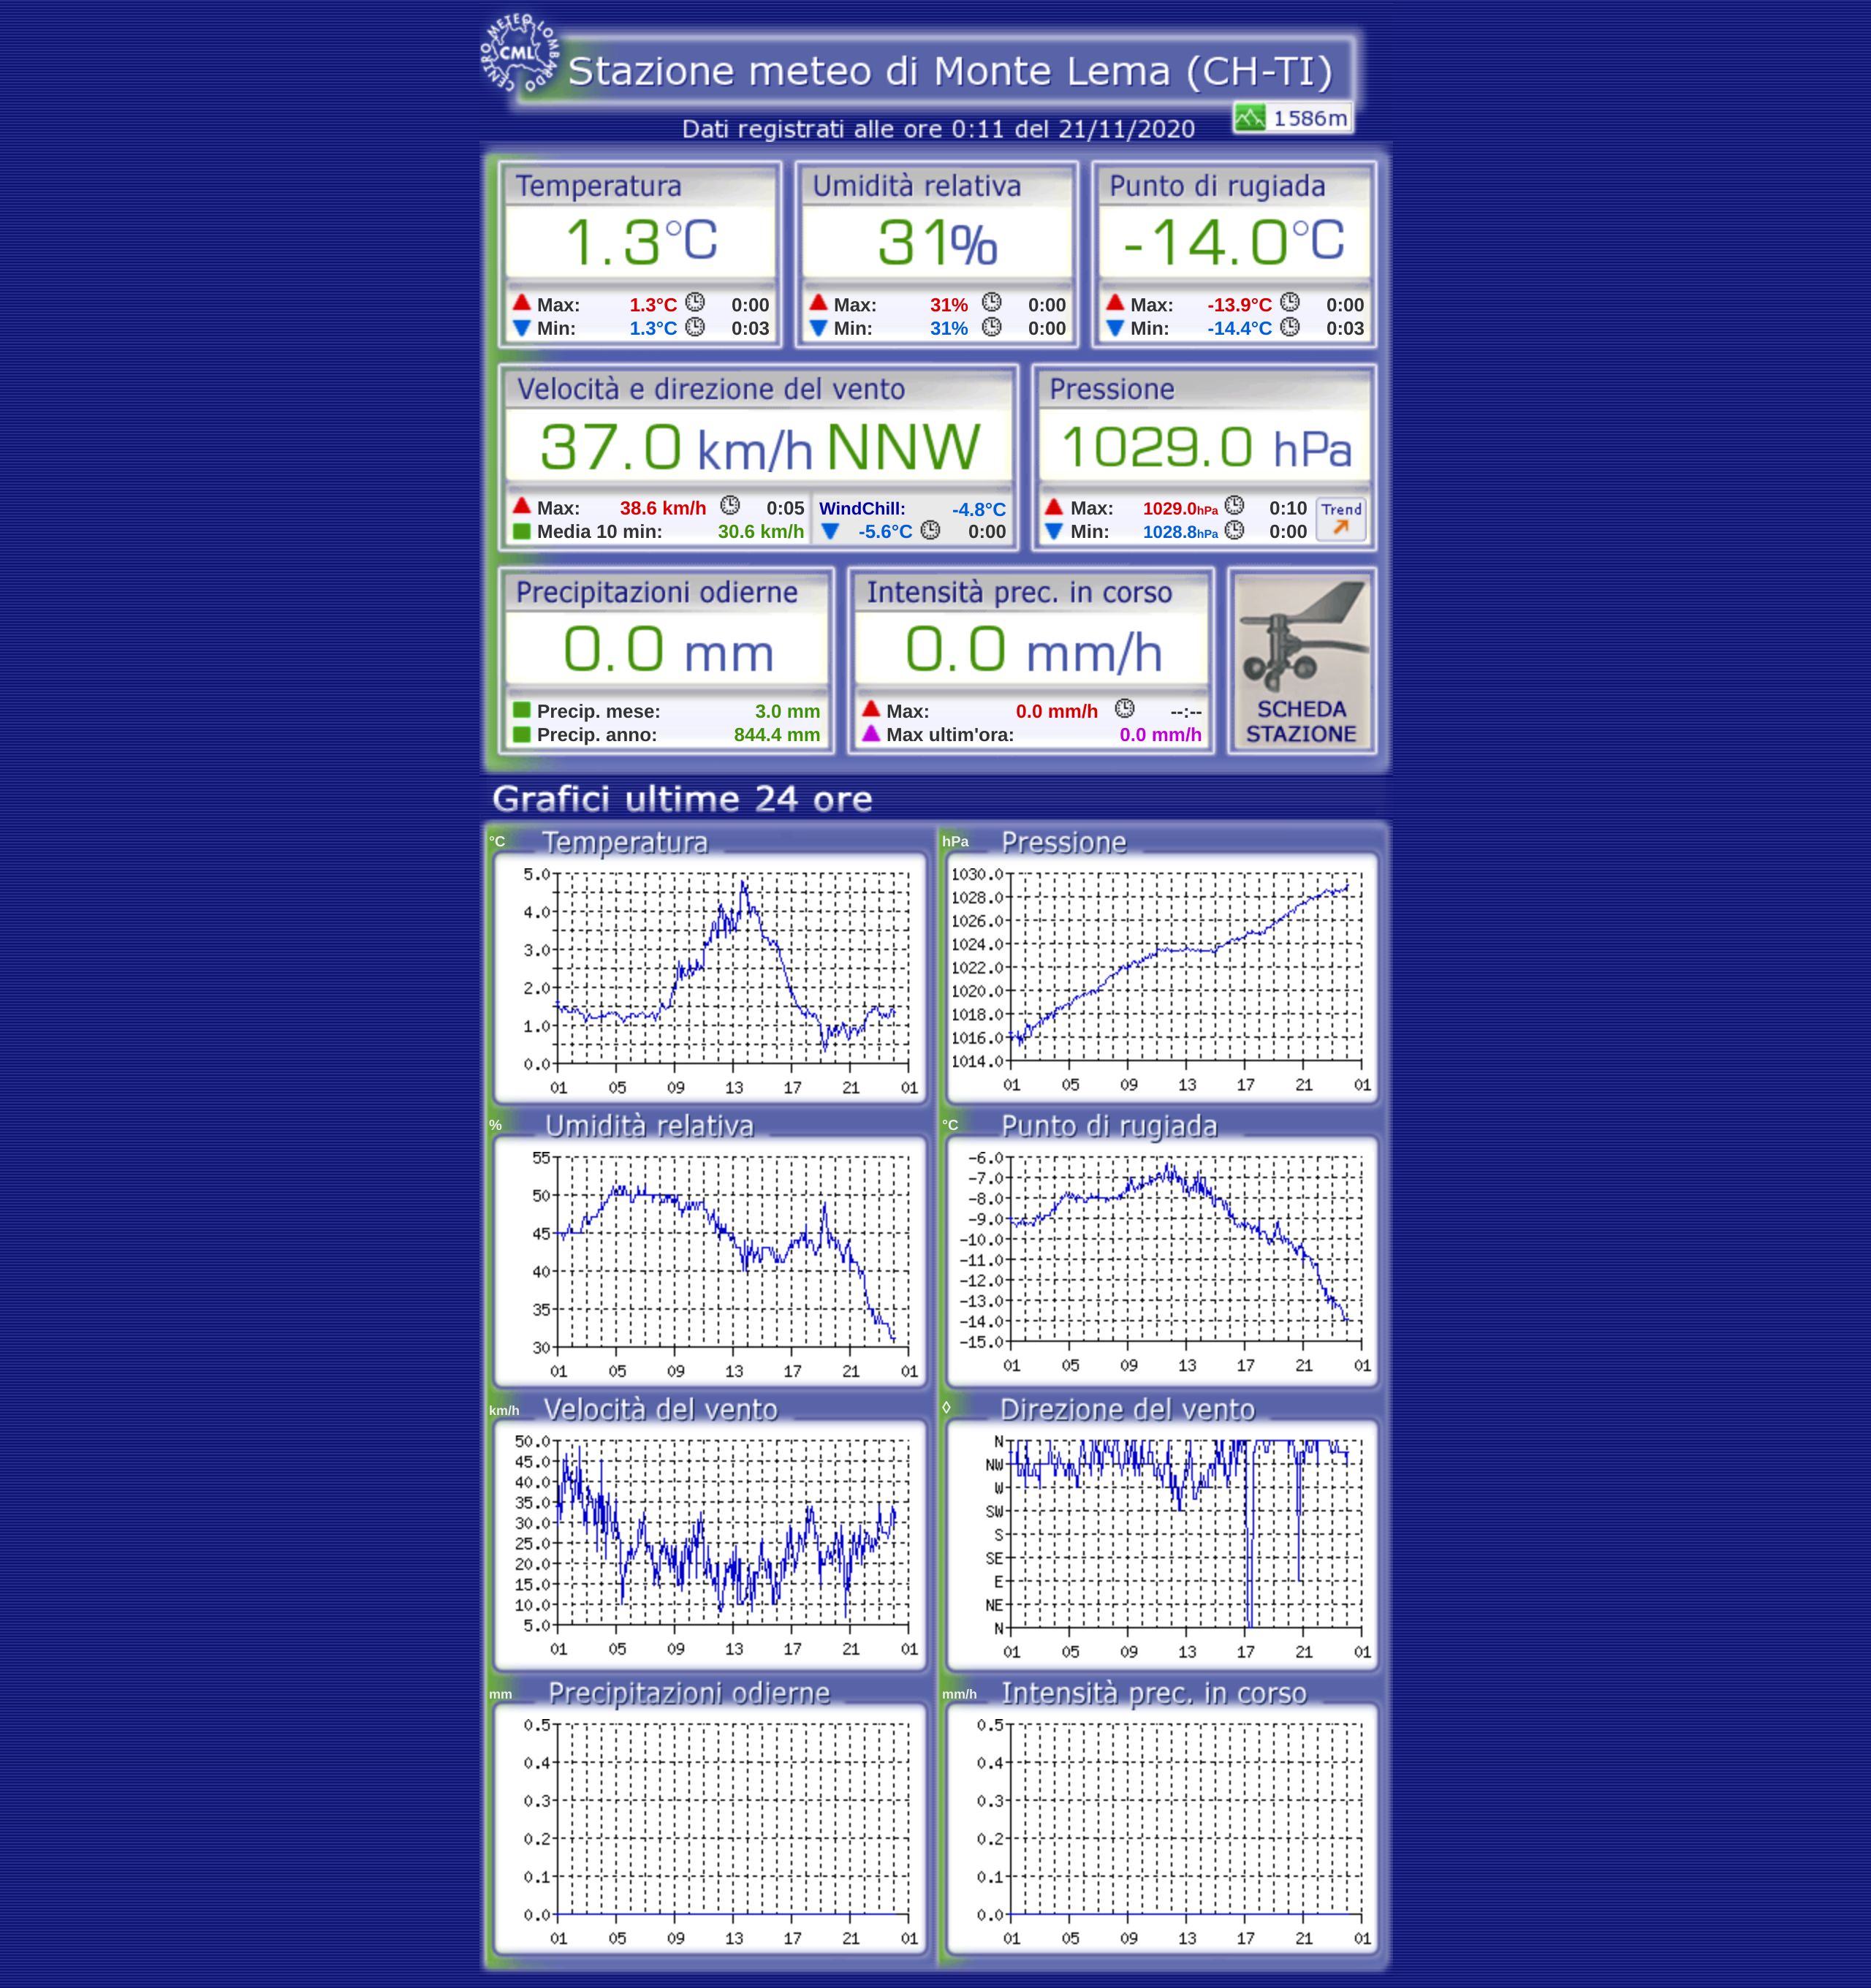 CENTRO METEO LOMBARDO
CML
Stazione meteo di Monte Lema (CH-TI)
1586m
Dati registrati alle ore 0:11 del 21/11/2020
Temperatura
1.3°C
Max: 1.3°C 0:00
Min: 1.3°C 0:03
Umidità relativa
31%
Max: 31% 0:00
Min: 31% 0:00
Punto di rugiada
-14.0°C
Max: -13.9°C 0:00
Min: -14.4°C 0:03
Velocità e direzione del vento
37.0 km/h NNW
Max: 38.6 km/h 0:05
Media 10 min: 30.6 km/h
WindChill: -4.8°C
-5.6°C 0:00
Pressione
1029.0 hPa
Max: 1029.0hPa 0:10
Min: 1028.8hPa 0:00
Trend
Precipitazioni odierne
0.0 mm
Precip. mese: 3.0 mm
Precip. anno: 844.4 mm
Intensità prec. in corso
0.0 mm/h
Max: 0.0 mm/h --:--
Max ultim'ora: 0.0 mm/h
SCHEDA
STAZIONE
Grafici ultime 24 ore
°C Temperatura
5.0
4.0
3.0
2.0
1.0
0.0
01 05 09 13 17 21 01
hPa Pressione
1030.0
1028.0
1026.0
1024.0
1022.0
1020.0
1018.0
1016.0
1014.0
01 05 09 13 17 21 01
% Umidità relativa
55
50
45
40
35
30
01 05 09 13 17 21 01
°C Punto di rugiada
-6.0
-7.0
-8.0
-9.0
-10.0
-11.0
-12.0
-13.0
-14.0
-15.0
01 05 09 13 17 21 01
km/h Velocità del vento
50.0
45.0
40.0
35.0
30.0
25.0
20.0
15.0
10.0
5.0
01 05 09 13 17 21 01
◊ Direzione del vento
N
NW
W
SW
S
SE
E
NE
N
01 05 09 13 17 21 01
mm Precipitazioni odierne
0.5
0.4
0.3
0.2
0.1
0.0
01 05 09 13 17 21 01
mm/h Intensità prec. in corso
0.5
0.4
0.3
0.2
0.1
0.0
01 05 09 13 17 21 01